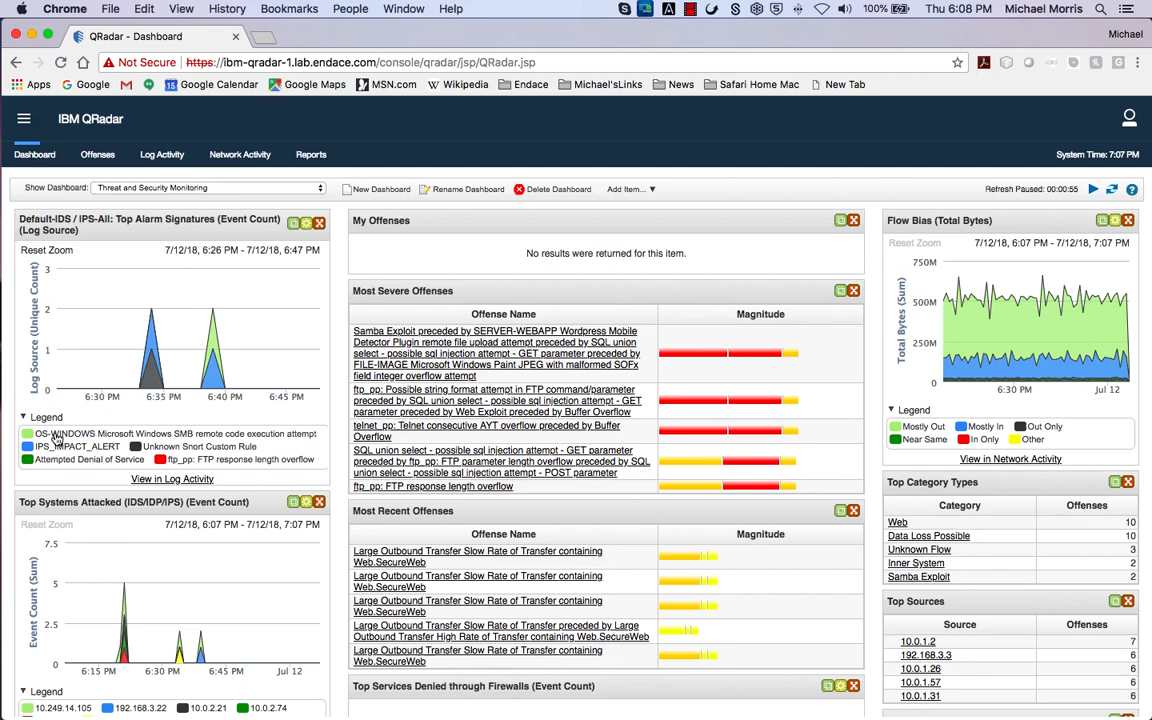 Chrome File Edit View History Bookmarks People Window Help 100% Thu 6:08 PM Michael Morris
QRadar - Dashboard Michael
Not Secure https://ibm-qradar-1.lab.endace.com/console/qradar/jsp/QRadar.jsp
Apps Google Google Calendar Google Maps MSN.com Wikipedia Endace Michael'sLinks News Safari Home Mac New Tab
IBM QRadar
Dashboard Offenses Log Activity Network Activity Reports System Time: 7:07 PM
Show Dashboard: Threat and Security Monitoring New Dashboard Rename Dashboard Delete Dashboard Add Item... Refresh Paused: 00:00:55
Default-IDS / IPS-All: Top Alarm Signatures (Event Count)
(Log Source)
Reset Zoom 7/12/18, 6:26 PM - 7/12/18, 6:47 PM
Log Source (Unique Count)
3
2
1
0
6:30 PM 6:35 PM 6:40 PM 6:45 PM
Legend
OS-WINDOWS Microsoft Windows SMB remote code execution attempt
IPS_IMPACT_ALERT Unknown Snort Custom Rule
Attempted Denial of Service ftp_pp: FTP response length overflow
View in Log Activity
Top Systems Attacked (IDS/IDP/IPS) (Event Count)
Reset Zoom 7/12/18, 6:07 PM - 7/12/18, 7:07 PM
Event Count (Sum)
7.5
5
2.5
0
6:15 PM 6:30 PM 6:45 PM Jul 12
Legend
10.249.14.105 192.168.3.22 10.0.2.21 10.0.2.74
My Offenses
No results were returned for this item.
Most Severe Offenses
Offense Name Magnitude
Samba Exploit preceded by SERVER-WEBAPP Wordpress Mobile
Detector Plugin remote file upload attempt preceded by SQL union
select - possible sql injection attempt - GET parameter preceded by
FILE-IMAGE Microsoft Windows Paint JPEG with malformed SOFx
field integer overflow attempt
ftp_pp: Possible string format attempt in FTP command/parameter
preceded by SQL union select - possible sql injection attempt - GET
parameter preceded by Web Exploit preceded by Buffer Overflow
telnet_pp: Telnet consecutive AYT overflow preceded by Buffer
Overflow
SQL union select - possible sql injection attempt - GET parameter
preceded by ftp_pp: FTP parameter length overflow preceded by SQL
union select - possible sql injection attempt - POST parameter
ftp_pp: FTP response length overflow
Most Recent Offenses
Offense Name Magnitude
Large Outbound Transfer Slow Rate of Transfer containing
Web.SecureWeb
Large Outbound Transfer Slow Rate of Transfer containing
Web.SecureWeb
Large Outbound Transfer Slow Rate of Transfer containing
Web.SecureWeb
Large Outbound Transfer Slow Rate of Transfer preceded by Large
Outbound Transfer High Rate of Transfer containing Web.SecureWeb
Large Outbound Transfer Slow Rate of Transfer containing
Web.SecureWeb
Top Services Denied through Firewalls (Event Count)
Flow Bias (Total Bytes)
Reset Zoom 7/12/18, 6:07 PM - 7/12/18, 7:07 PM
Total Bytes (Sum)
750M
500M
250M
0
6:30 PM Jul 12
Legend
Mostly Out Mostly In Out Only
Near Same In Only Other
View in Network Activity
Top Category Types
Category Offenses
Web 10
Data Loss Possible 10
Unknown Flow 3
Inner System 2
Samba Exploit 2
Top Sources
Source Offenses
10.0.1.2 7
192.168.3.3 6
10.0.1.26 6
10.0.1.57 6
10.0.1.31 6